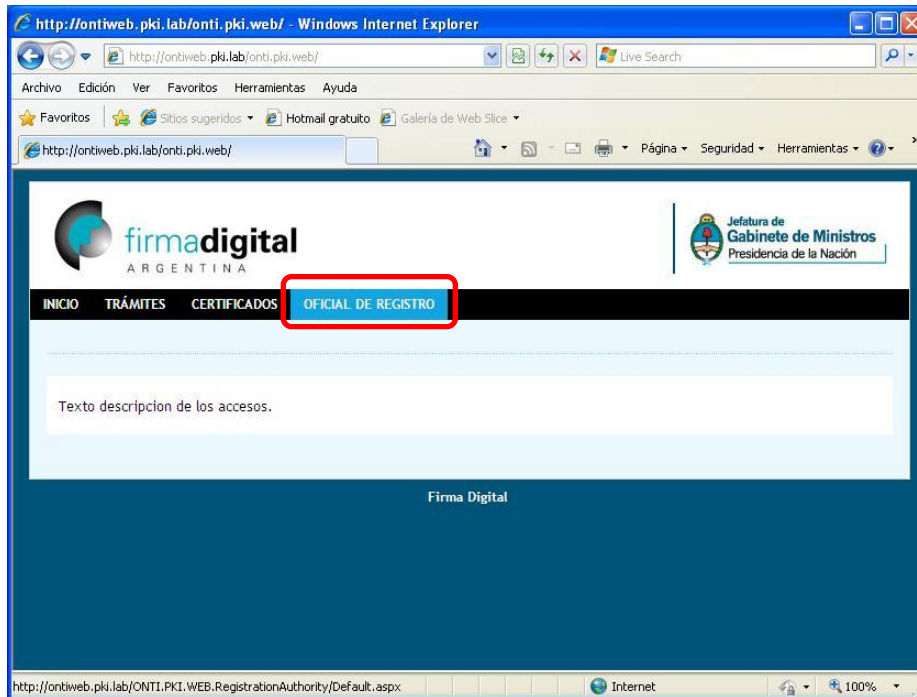 http://ontiweb.pki.lab/onti.pki.web/ - Windows Internet Explorer
http://ontiweb.pki.lab/onti.pki.web/ Live Search
Archivo Edición Ver Favoritos Herramientas Ayuda
Favoritos Sitios sugeridos Hotmail gratuito Galería de Web Slice
http://ontiweb.pki.lab/onti.pki.web/ Página Seguridad Herramientas »
firmadigital
ARGENTINA
Jefatura de
Gabinete de Ministros
Presidencia de la Nación
INICIO TRÁMITES CERTIFICADOS OFICIAL DE REGISTRO
Texto descripcion de los accesos.
Firma Digital
http://ontiweb.pki.lab/ONTI.PKI.WEB.RegistrationAuthority/Default.aspx Internet 100%